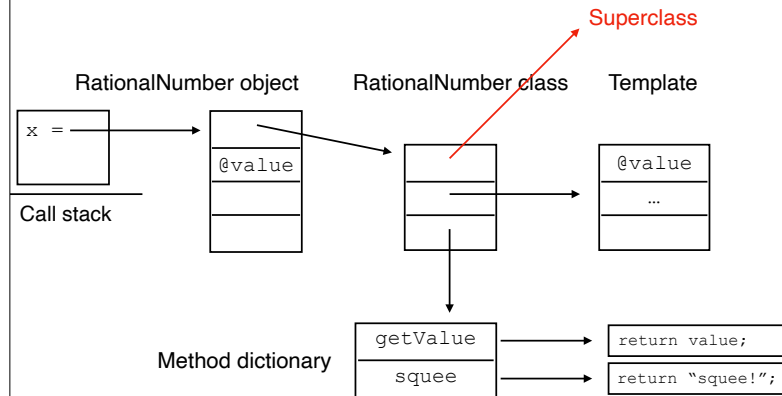 Superclass
RationalNumber object
RationalNumber class
Template
x =
@value
@value
…
Call stack
Method dictionary
getValue
return value;
squee
return “squee!”;